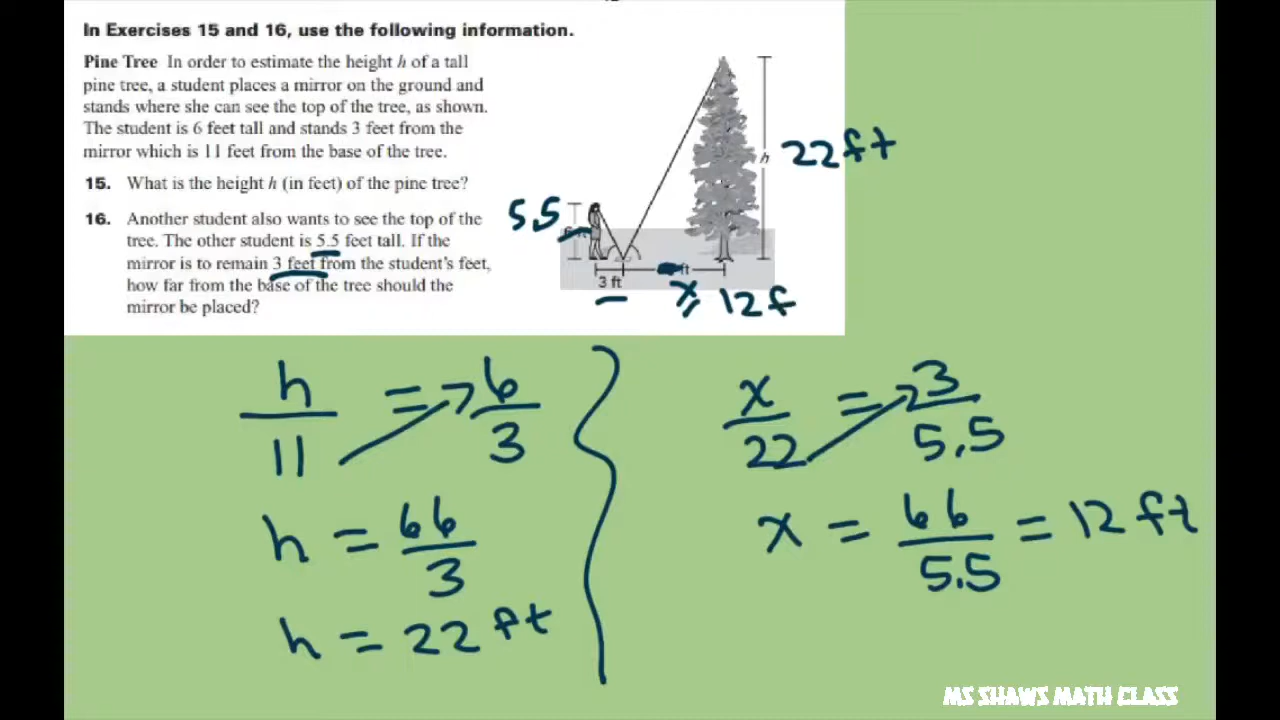 In Exercises 15 and 16, use the following information.
Pine Tree In order to estimate the height h of a tall
pine tree, a student places a mirror on the ground and
stands where she can see the top of the tree, as shown.
The student is 6 feet tall and stands 3 feet from the
mirror which is 11 feet from the base of the tree.
15. What is the height h (in feet) of the pine tree?
16. Another student also wants to see the top of the
tree. The other student is 5.5 feet tall. If the
mirror is to remain 3 feet from the student's feet,
how far from the base of the tree should the
mirror be placed?
h 22 ft
5.5
ft
3 ft
x = 12 f
h/11 = 6/3
h = 66/3
h = 22 ft
x/22 = 3/5.5
x = 66/5.5 = 12 ft
MS SHAWS MATH CLASS